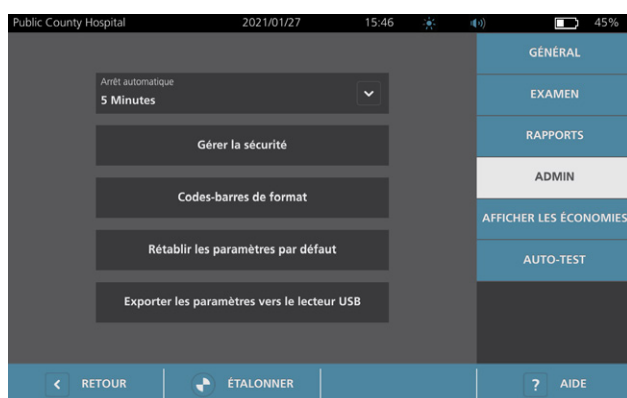 Public County Hospital 2021/01/27 15:46 45%
GÉNÉRAL
Arrêt automatique
5 Minutes
EXAMEN
Gérer la sécurité
RAPPORTS
Codes-barres de format
ADMIN
AFFICHER LES ÉCONOMIES
Rétablir les paramètres par défaut
AUTO-TEST
Exporter les paramètres vers le lecteur USB
RETOUR ÉTALONNER ? AIDE